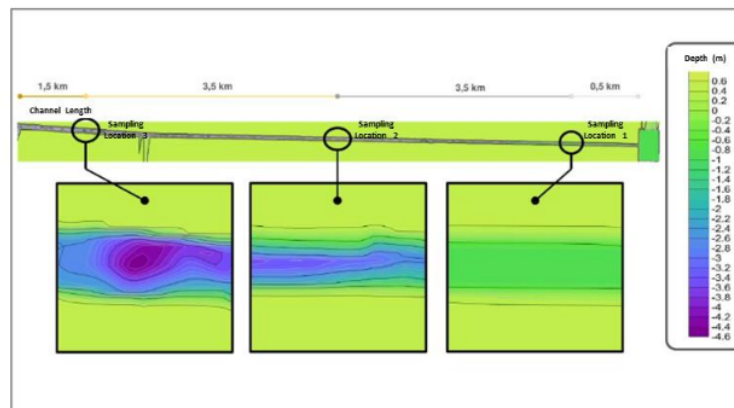 Depth (m)
1,5 km
3,5 km
3,5 km
0,5 km
Channel Length
Sampling
Location 3
Sampling
Location 2
Sampling
Location 1
0.6
0.4
0.2
0
-0.2
-0.4
-0.6
-0.8
-1
-1.2
-1.4
-1.6
-1.8
-2
-2.2
-2.4
-2.6
-2.8
-3
-3.2
-3.4
-3.6
-3.8
-4
-4.2
-4.4
-4.6